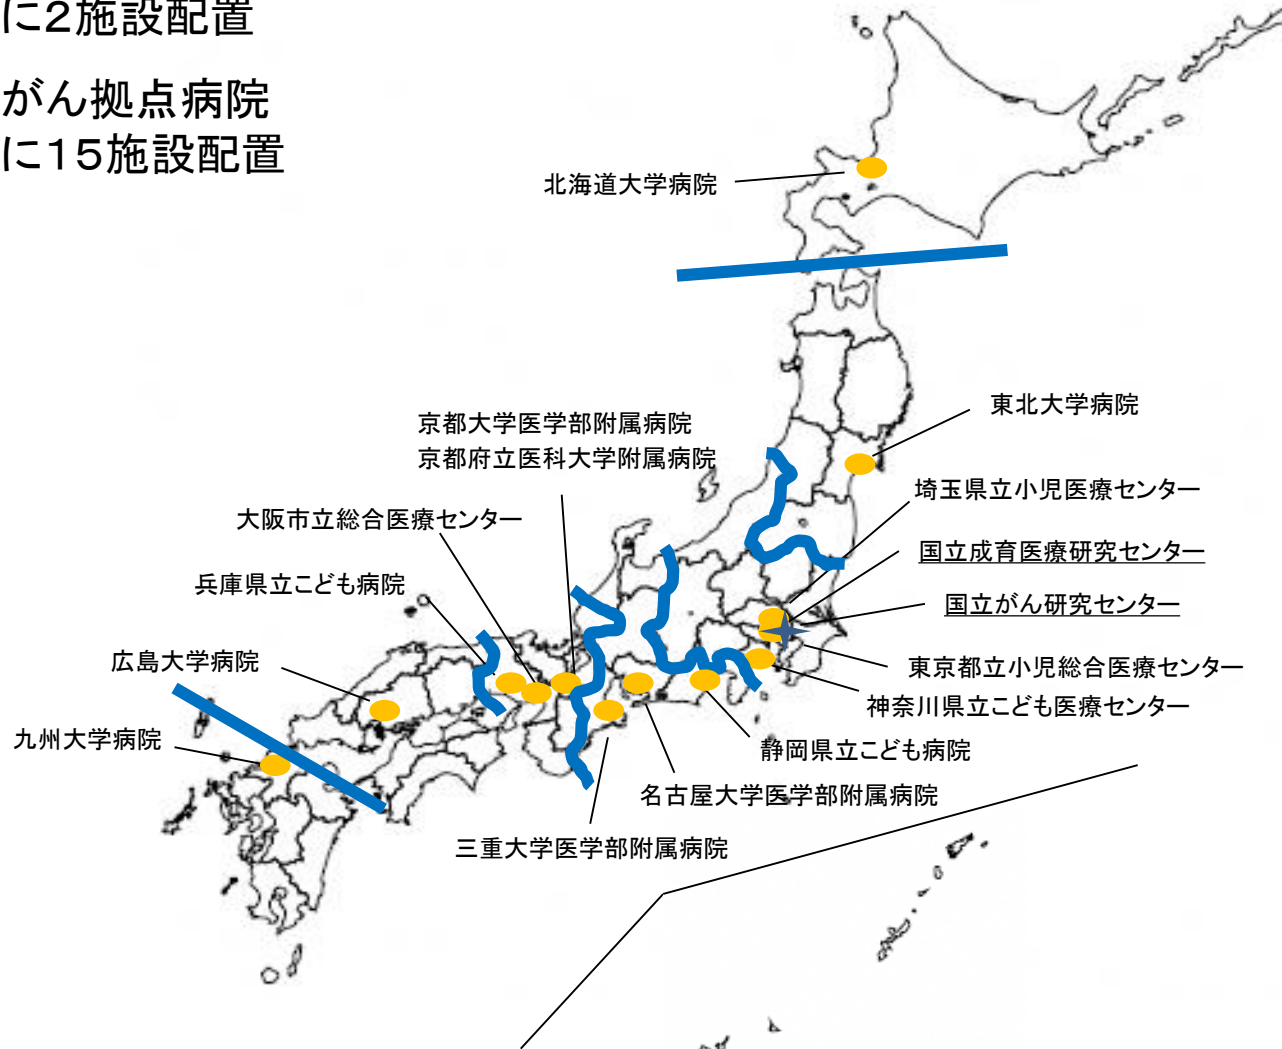 に2施設配置
がん拠点病院
に15施設配置
北海道大学病院
東北大学病院
京都大学医学部附属病院
京都府立医科大学附属病院
埼玉県立小児医療センター
大阪市立総合医療センター
国立成育医療研究センター
兵庫県立こども病院
国立がん研究センター
広島大学病院
東京都立小児総合医療センター
神奈川県立こども医療センター
九州大学病院
静岡県立こども病院
名古屋大学医学部附属病院
三重大学医学部附属病院